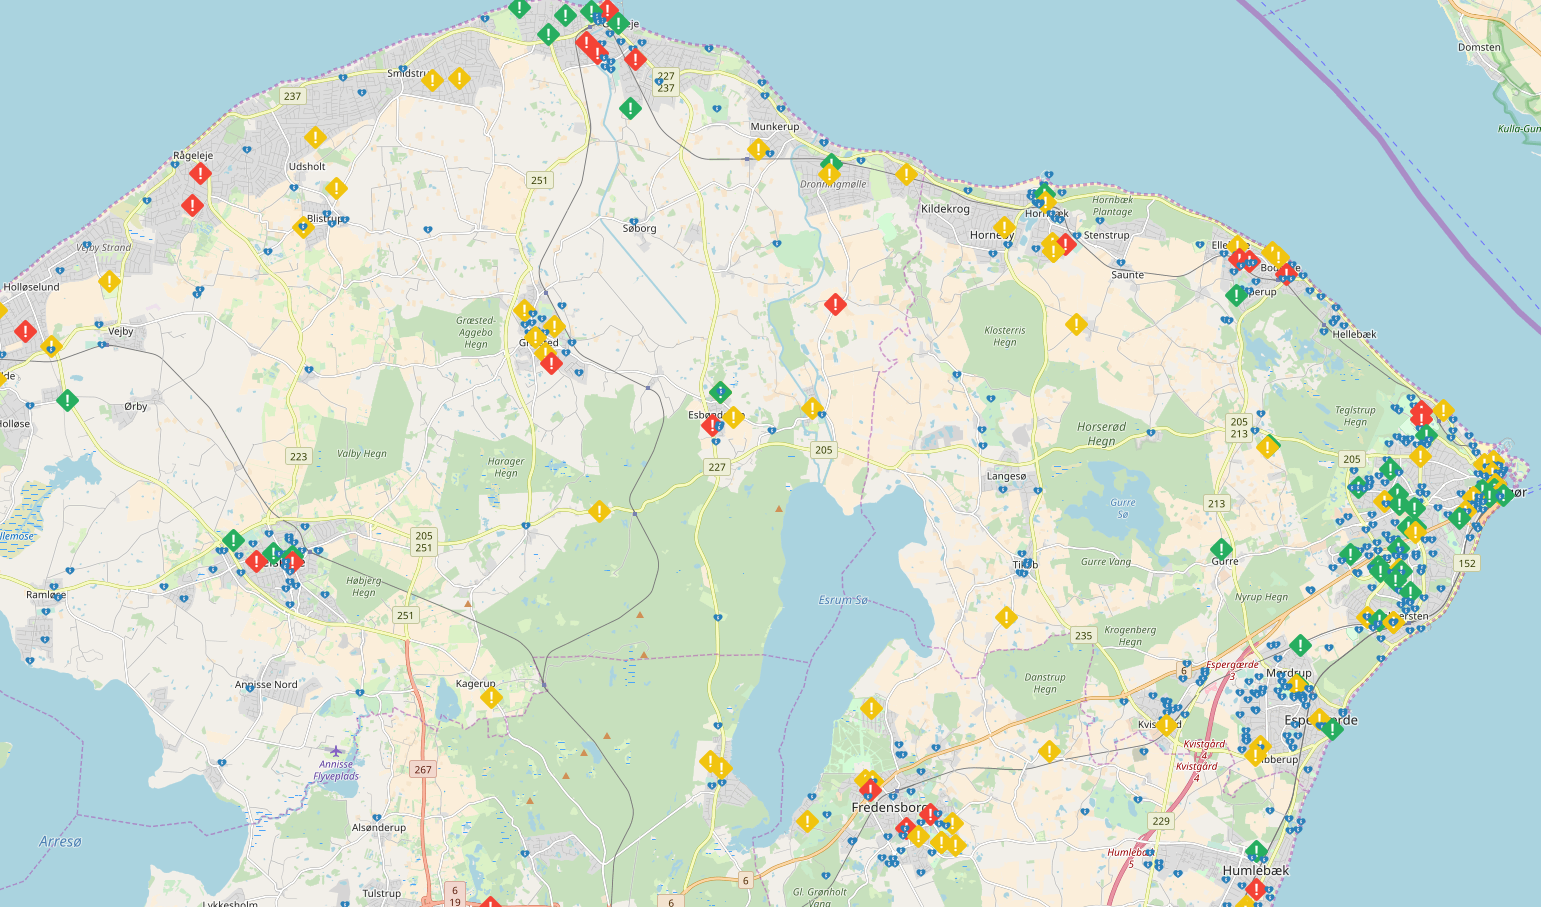 Domsten
Smidstru
227
237
237
Kulla-Gun
Munkerup
Rågeleje
Udsholt
251
Dronningmølle
Hornbæk
Plantage
Kildekrog
Hornbæk
Blistrup
Søborg
Horneby
Stenstrup
Vejby Strand
Saunte
Holløselund
Vejby
Græsted-
Aggebo
Hegn
Klosterris
Hegn
Hellebæk
Ørby
Teglstrup
Hegn
Holløse
205
213
Horserød
Hegn
223
Valby Hegn
Harager
Hegn
205
205
227
Langesø
Gurre
Sø
213
205
251
152
Høbjerg
Hegn
Tikøb
Gurre Vang
Gurre
Ramløse
251
Esrum Sø
Nyrup Hegn
235
Krogenberg
Hegn
6
Espergærde
3
Mørdrup
Annisse Nord
Kagerup
Danstrup
Hegn
Kvistgård
4
Kvistgård
4
Annisse
Flyveplads
267
Fredensborg
Arresø
Alsønderup
229
Humlebæk
5
Humlebæk
6
Tulstrup
6
19
6
Gl. Grønholt
Vang
Lykkesholm